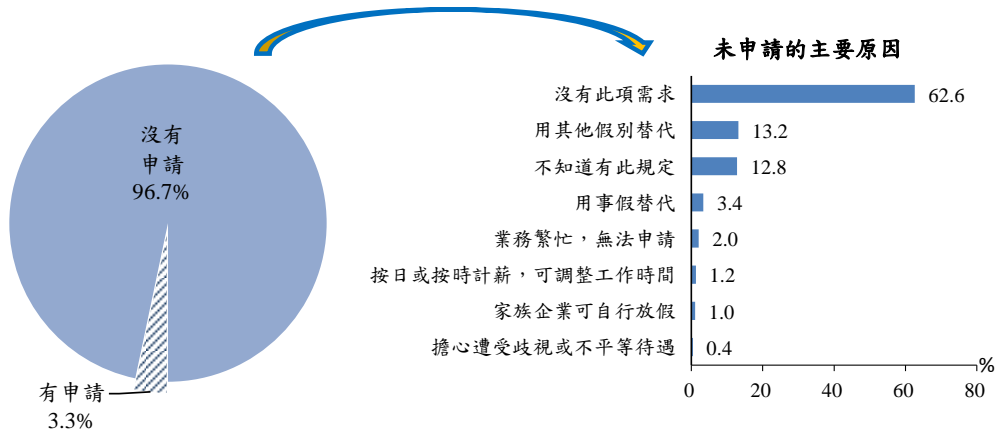 沒有
申請
96.7%
有申請
3.3%
未申請的主要原因
沒有此項需求 62.6
用其他假別替代 13.2
不知道有此規定 12.8
用事假替代 3.4
業務繁忙，無法申請 2.0
按日或按時計薪，可調整工作時間 1.2
家族企業可自行放假 1.0
擔心遭受歧視或不平等待遇 0.4
%
0 20 40 60 80